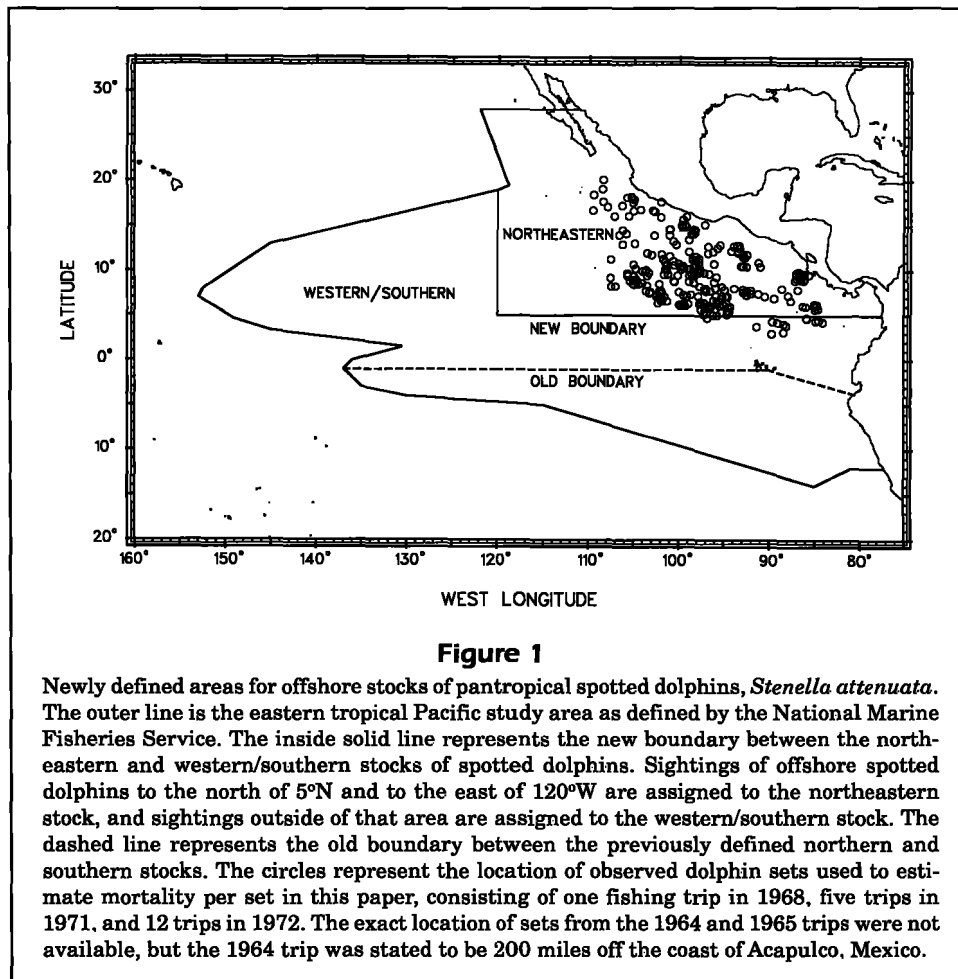 30°
20°
10°
0°
10°
20°
LATITUDE
NORTHEASTERN
WESTERN/SOUTHERN
NEW BOUNDARY
OLD BOUNDARY
160° 150° 140° 130° 120° 110° 100° 90° 80°
WEST LONGITUDE
Figure 1
Newly defined areas for offshore stocks of pantropical spotted dolphins, Stenella attenuata.
The outer line is the eastern tropical Pacific study area as defined by the National Marine
Fisheries Service. The inside solid line represents the new boundary between the north-
eastern and western/southern stocks of spotted dolphins. Sightings of offshore spotted
dolphins to the north of 5°N and to the east of 120°W are assigned to the northeastern
stock, and sightings outside of that area are assigned to the western/southern stock. The
dashed line represents the old boundary between the previously defined northern and
southern stocks. The circles represent the location of observed dolphin sets used to esti-
mate mortality per set in this paper, consisting of one fishing trip in 1968, five trips in
1971, and 12 trips in 1972. The exact location of sets from the 1964 and 1965 trips were not
available, but the 1964 trip was stated to be 200 miles off the coast of Acapulco, Mexico.